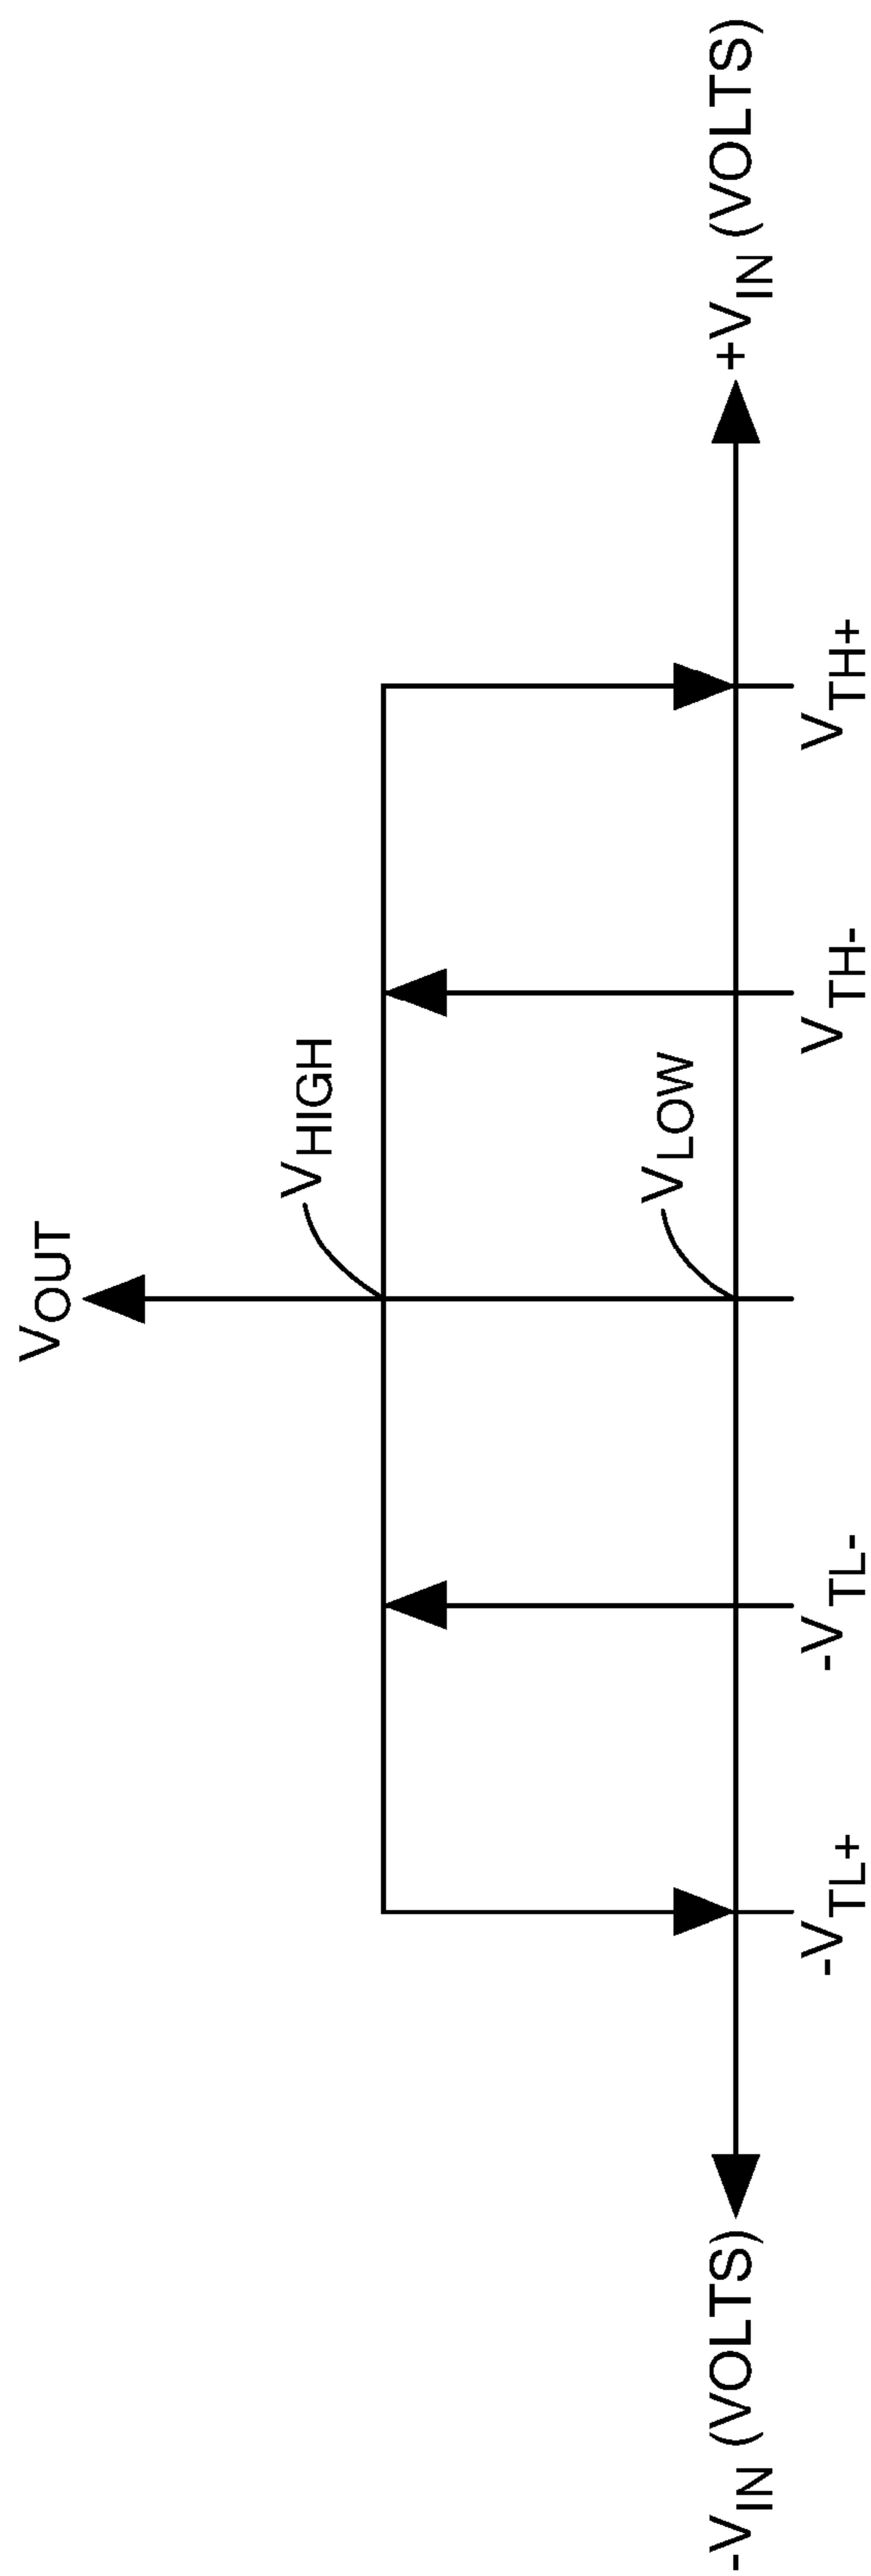 VOUT
VHIGH
VLOW
-VIN (VOLTS)
+VIN (VOLTS)
-VTL+
-VTL-
VTH-
VTH+